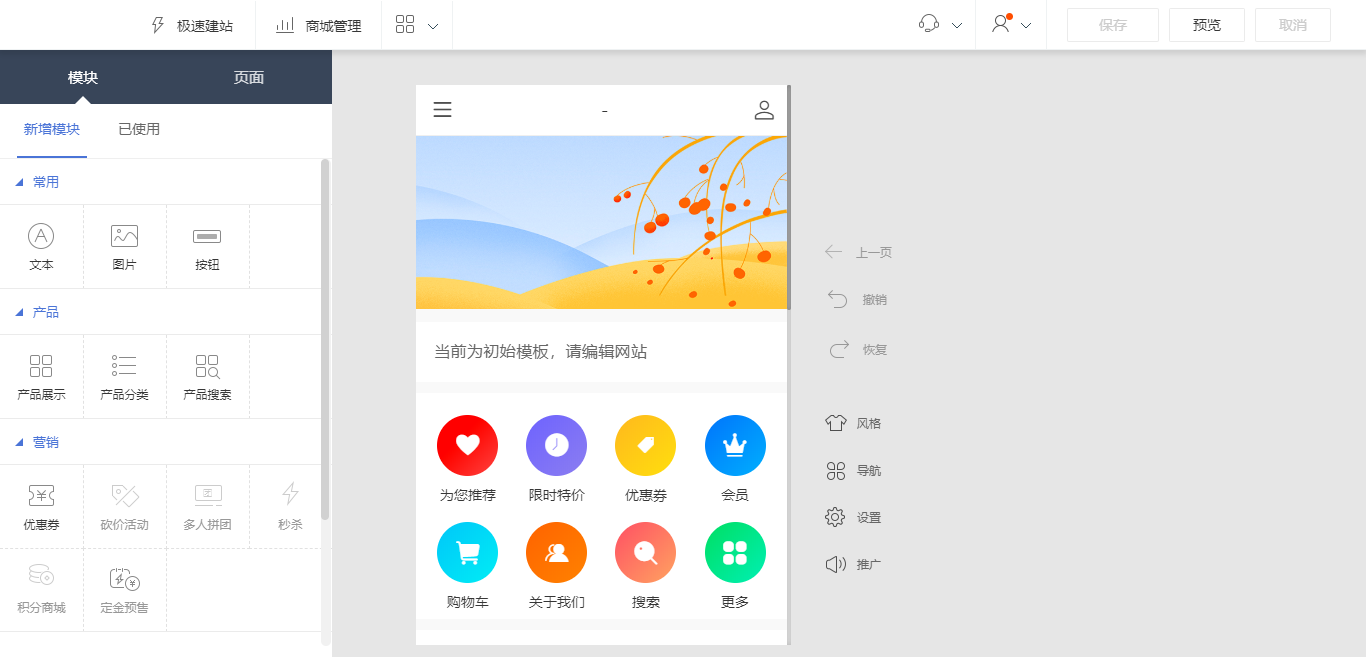 极速建站 商城管理 保存 预览 取消
模块 页面
新增模块 已使用
常用
文本 图片 按钮
产品
产品展示 产品分类 产品搜索
营销
优惠券 砍价活动 多人拼团 秒杀
积分商城 定金预售
-
当前为初始模板，请编辑网站
为您推荐 限时特价 优惠券 会员
购物车 关于我们 搜索 更多
上一页
撤销
恢复
风格
导航
设置
推广